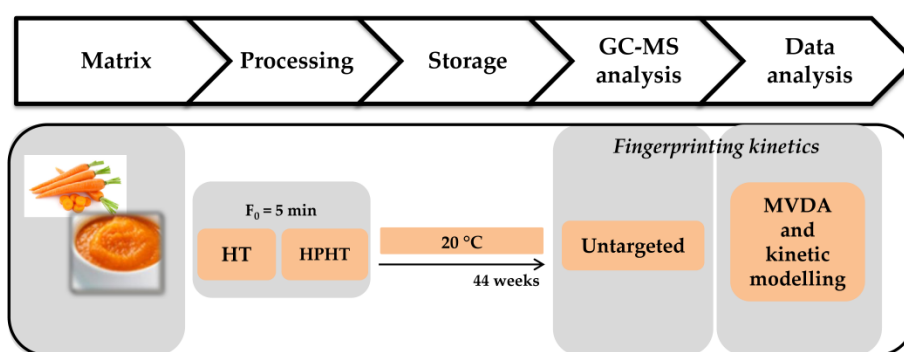 Matrix
Processing
Storage
GC-MS
analysis
Data
analysis
Fingerprinting kinetics
F₀ = 5 min
HT
HPHT
20 °C
44 weeks
Untargeted
MVDA
and
kinetic
modelling